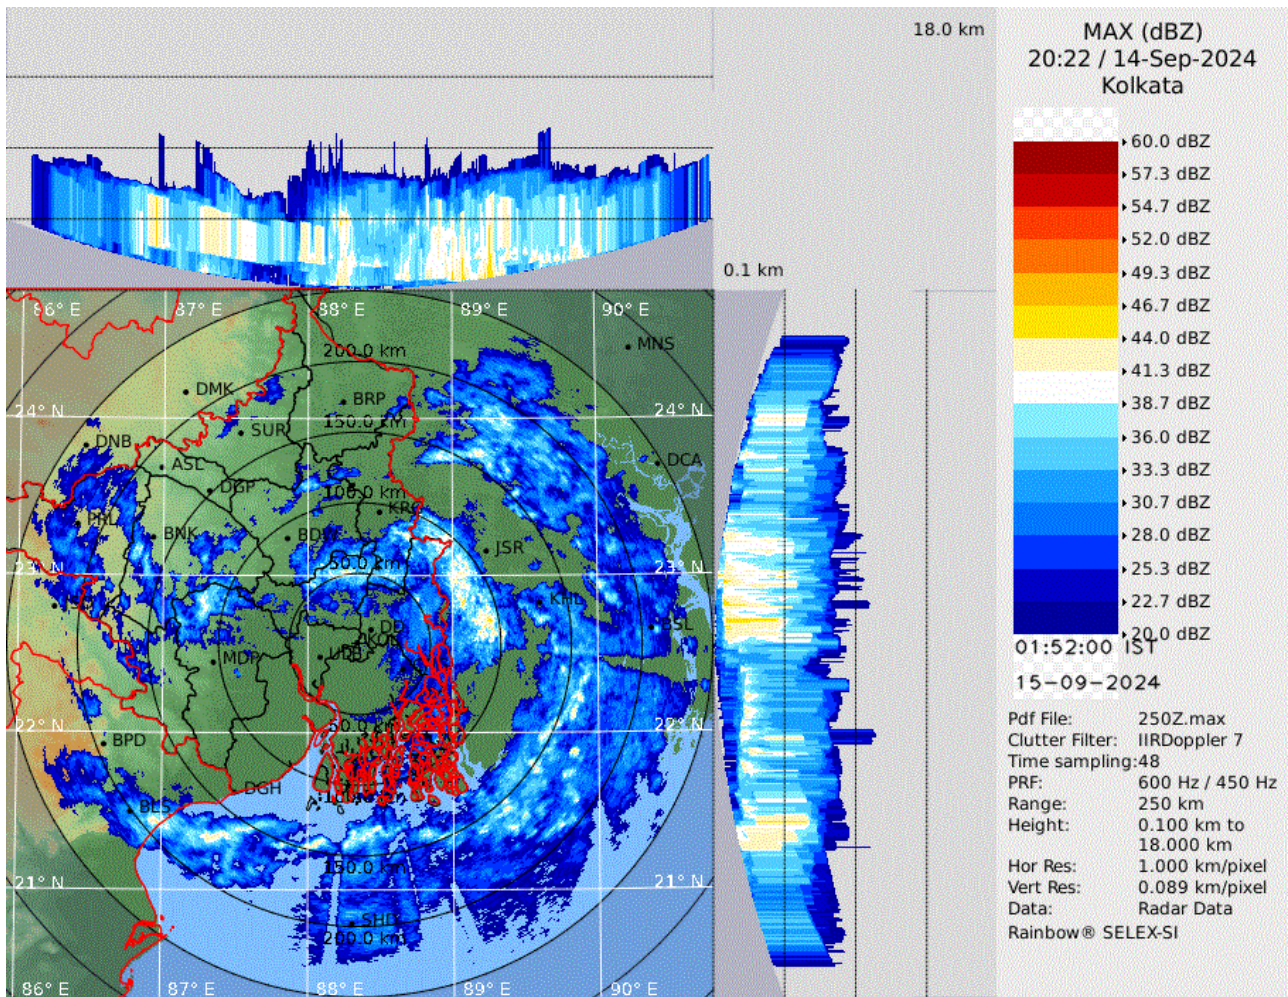 18.0 km
0.1 km
MAX (dBZ)
20:22 / 14-Sep-2024
Kolkata
60.0 dBZ
57.3 dBZ
54.7 dBZ
52.0 dBZ
49.3 dBZ
46.7 dBZ
44.0 dBZ
41.3 dBZ
38.7 dBZ
36.0 dBZ
33.3 dBZ
30.7 dBZ
28.0 dBZ
25.3 dBZ
22.7 dBZ
20.0 dBZ
01:52:00 IST
15-09-2024
Pdf File: 250Z.max
Clutter Filter: IIRDoppler 7
Time sampling:48
PRF: 600 Hz / 450 Hz
Range: 250 km
Height: 0.100 km to
18.000 km
Hor Res: 1.000 km/pixel
Vert Res: 0.089 km/pixel
Data: Radar Data
Rainbow® SELEX-SI
86° E 87° E 88° E 89° E 90° E
MNS
200.0 km
DMK
BRP
24° N 24° N
150.0 km
SUR
DNB
DCA
ASL
DGP
100.0 km
KRG
PRL
BNK
BDW
JSR
50.0 km
23° N 23° N
KHL
BSL
DD
UDB
MDP
50.0 km
22° N 22° N
BPD
DGH
BLS
150.0 km
21° N 21° N
SHD
200.0 km
86° E 87° E 88° E 89° E 90° E